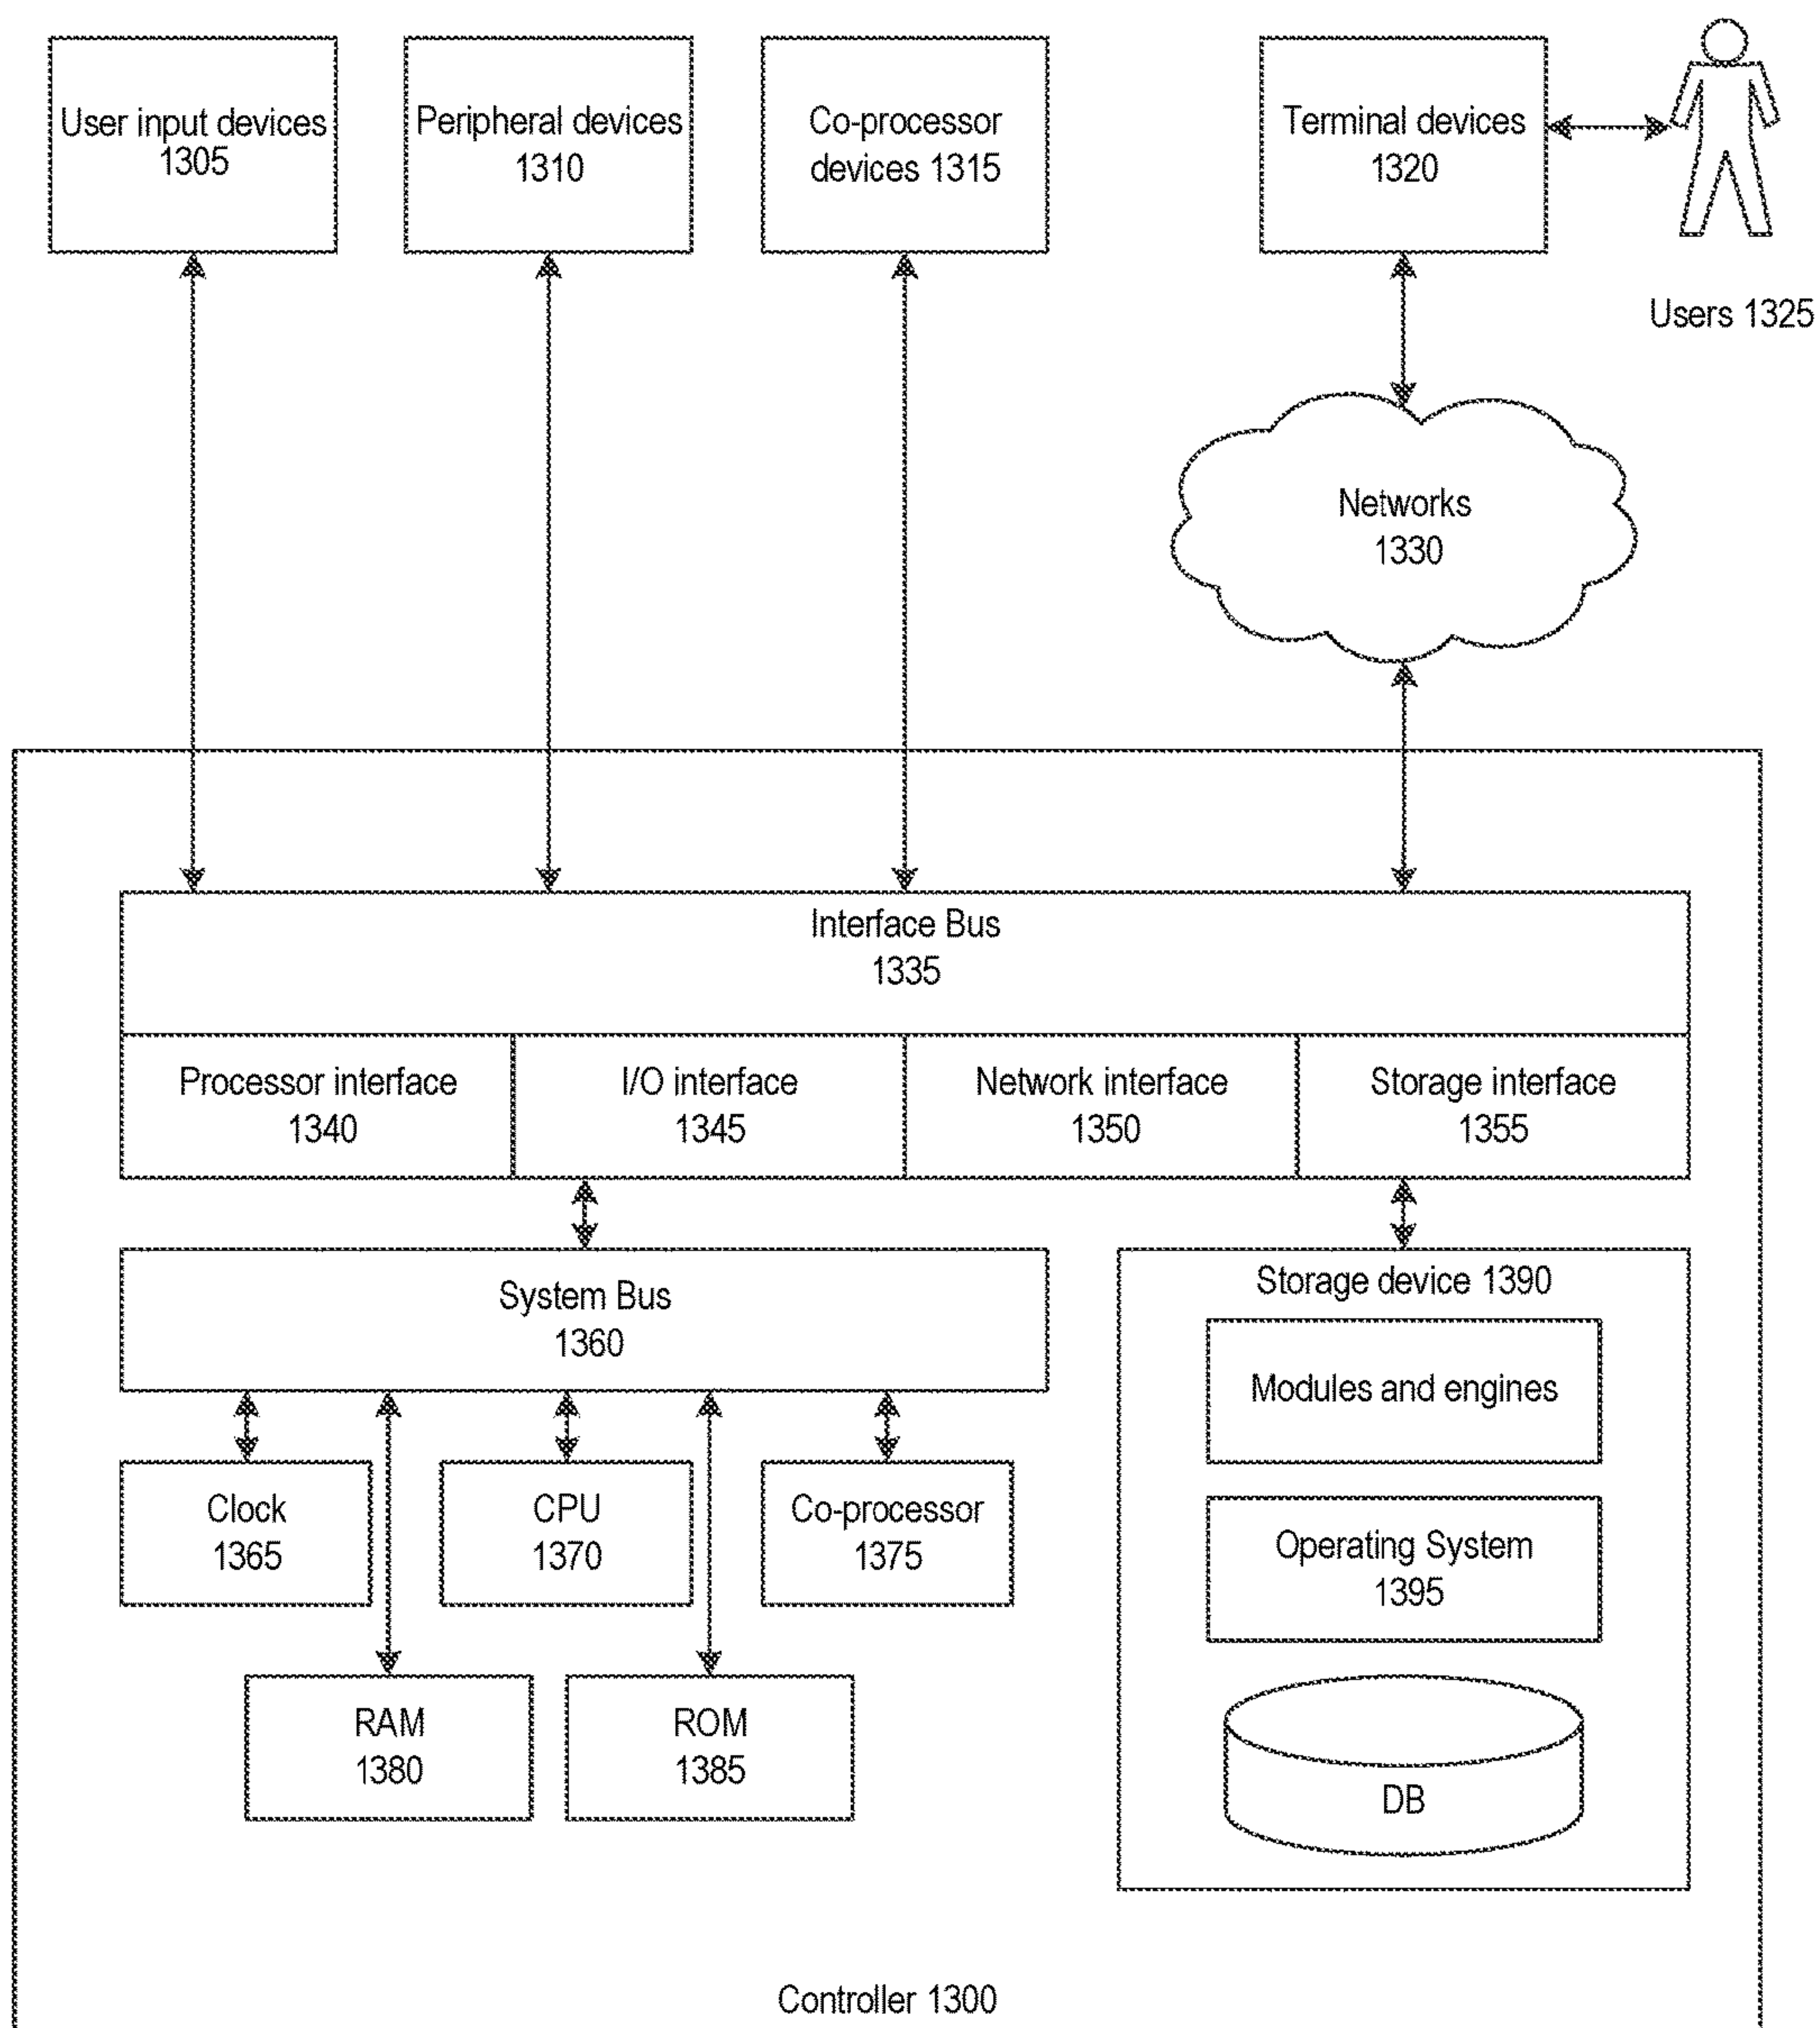 User input devices
1305
Peripheral devices
1310
Co-processor
devices 1315
Terminal devices
1320
Users 1325
Networks
1330
Interface Bus
1335
Processor interface
1340
I/O interface
1345
Network interface
1350
Storage interface
1355
System Bus
1360
Storage device 1390
Modules and engines
Clock
1365
CPU
1370
Co-processor
1375
Operating System
1395
RAM
1380
ROM
1385
DB
Controller 1300